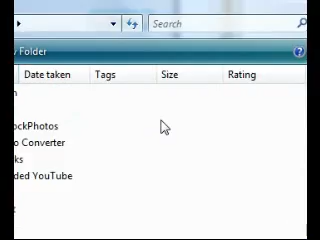 Search
Folder
Date taken Tags Size Rating
ockPhotos
o Converter
ks
ded YouTube